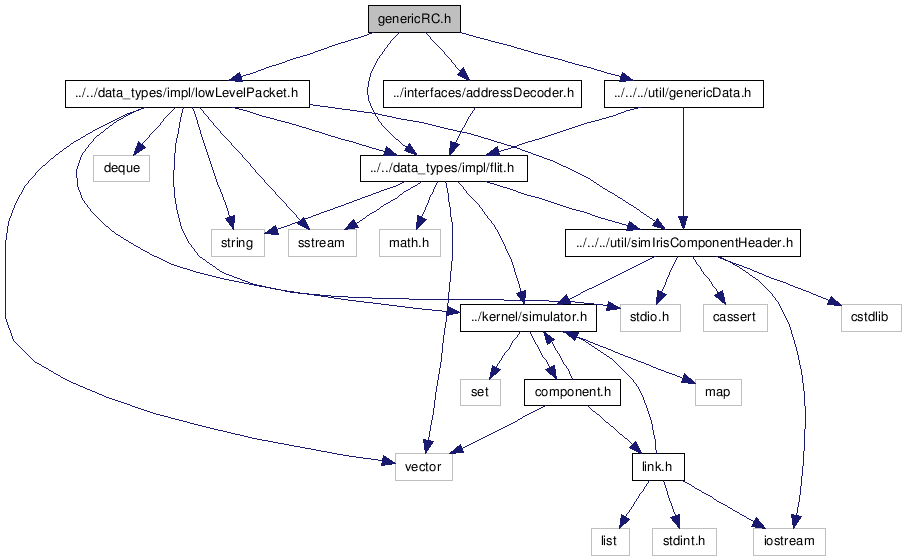 genericRC.h
../../data_types/impl/lowLevelPacket.h
../interfaces/addressDecoder.h
../../../util/genericData.h
deque
../../data_types/impl/flit.h
string
sstream
math.h
../../../util/simIrisComponentHeader.h
../kernel/simulator.h
stdio.h
cassert
cstdlib
set
component.h
map
vector
link.h
list
stdint.h
iostream